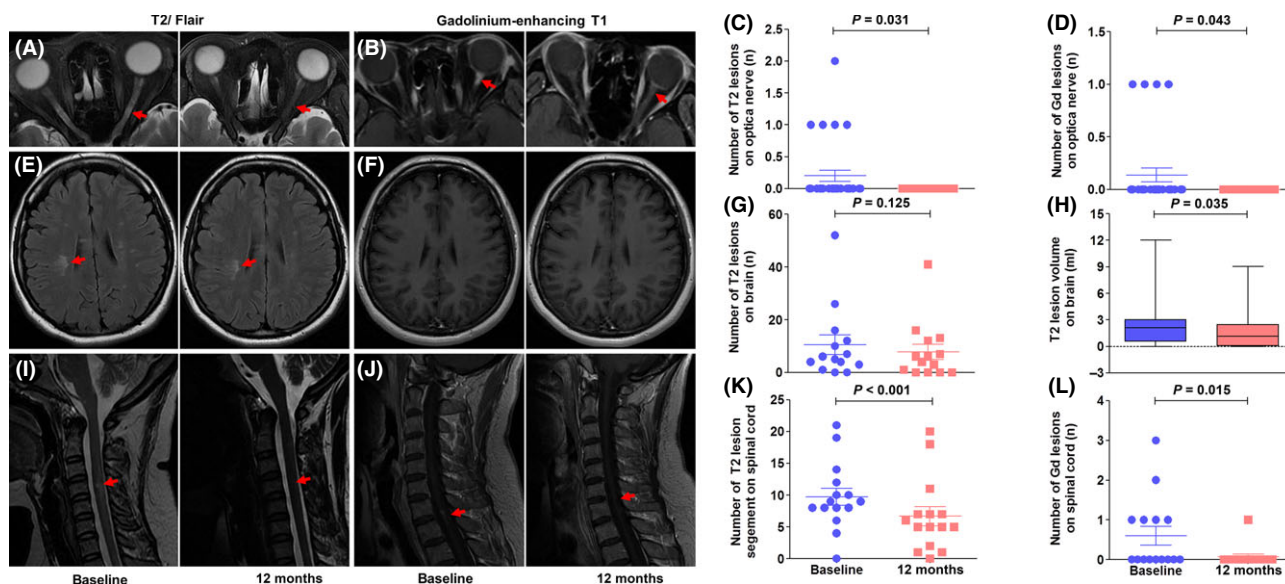 T2/ Flair
Gadolinium-enhancing T1
(A)
(B)
(C)
P = 0.031
Number of T2 lesions
on optica nerve (n)
2.5
2.0
1.5
1.0
0.5
0.0
(D)
P = 0.043
Number of Gd lesions
on optica nerve (n)
1.5
1.0
0.5
0.0
(E)
(F)
(G)
P = 0.125
Number of T2 lesions
on brain (n)
60
40
20
0
(H)
P = 0.035
T2 lesion volume
on brain (ml)
15
12
9
6
3
0
−3
(I)
(J)
(K)
P < 0.001
Number of T2 lesion
segement on spinal cord
25
20
15
10
5
0
Baseline
12 months
(L)
P = 0.015
Number of Gd lesions
on spinal cord (n)
4
3
2
1
0
Baseline
12 months
Baseline
12 months
Baseline
12 months